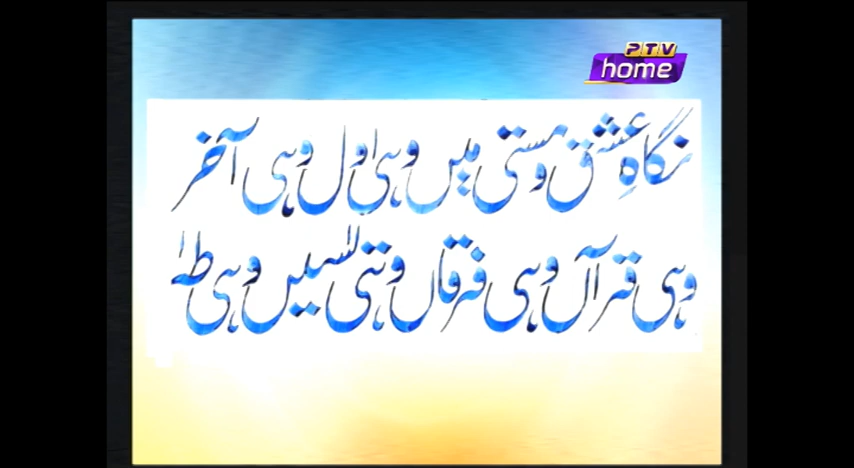 PTV
home
نگاہِ عشق و مستی میں وہی اول وہی آخر
وہی قرآں وہی فرقاں وہی یٰسیں وہی طٰہٰ